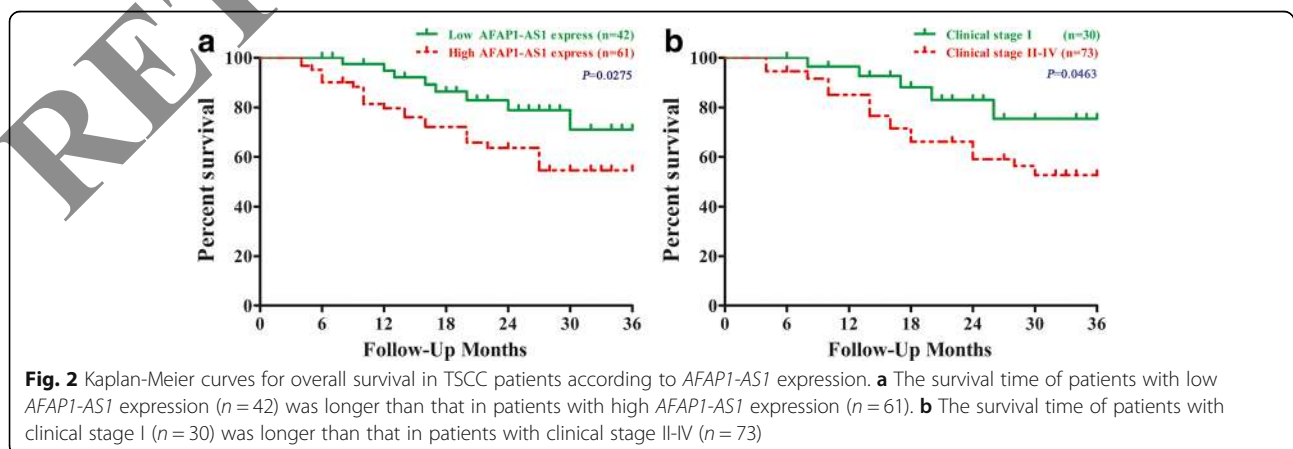 RET
a
Low AFAP1-AS1 express (n=42)
High AFAP1-AS1 express (n=61)
P=0.0275
100
80
60
40
20
0
Percent survival
0 6 12 18 24 30 36
Follow-Up Months
b
Clinical stage I (n=30)
Clinical stage II-IV (n=73)
P=0.0463
100
80
60
40
20
0
Percent survival
0 6 12 18 24 30 36
Follow-Up Months
Fig. 2 Kaplan-Meier curves for overall survival in TSCC patients according to AFAP1-AS1 expression. a The survival time of patients with low
AFAP1-AS1 expression (n = 42) was longer than that in patients with high AFAP1-AS1 expression (n = 61). b The survival time of patients with
clinical stage I (n = 30) was longer than that in patients with clinical stage II-IV (n = 73)